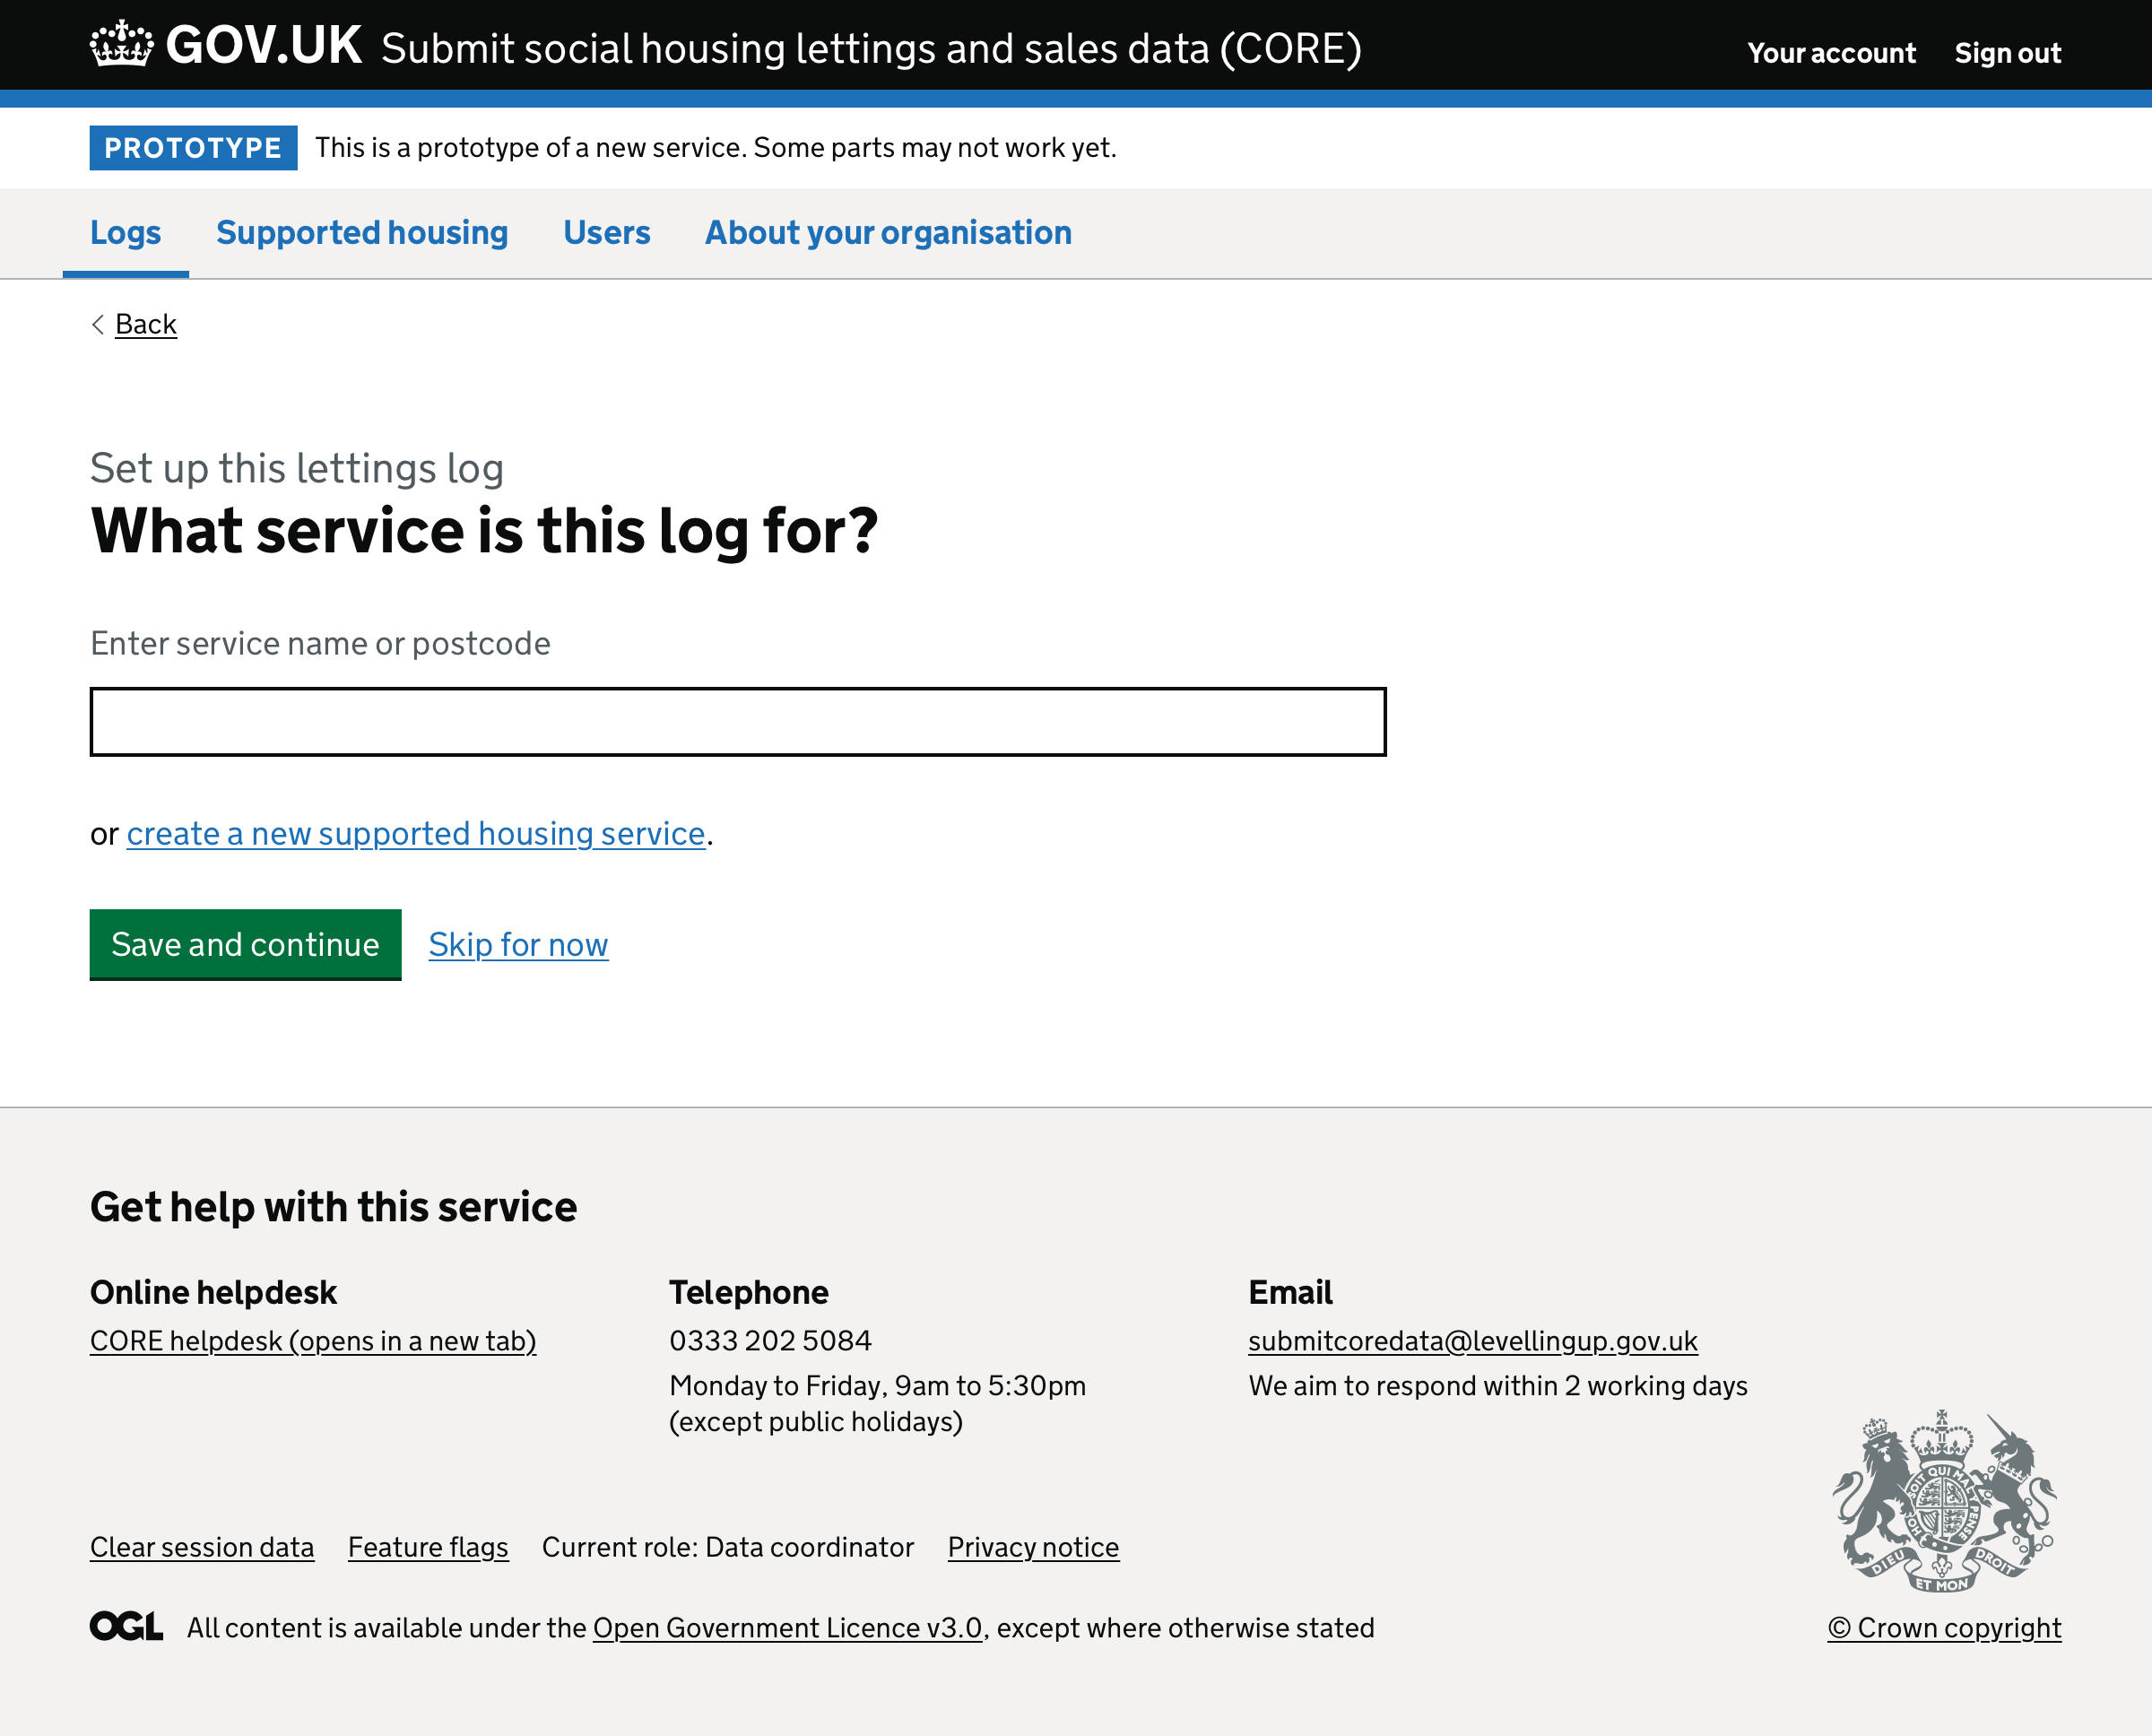 GOV.UK Submit social housing lettings and sales data (CORE) Your account Sign out
PROTOTYPE This is a prototype of a new service. Some parts may not work yet.
Logs Supported housing Users About your organisation
Back
Set up this lettings log
What service is this log for?
Enter service name or postcode
or create a new supported housing service.
Save and continue Skip for now
Get help with this service
Online helpdesk
CORE helpdesk (opens in a new tab)
Telephone
0333 202 5084
Monday to Friday, 9am to 5:30pm
(except public holidays)
Email
submitcoredata@levellingup.gov.uk
We aim to respond within 2 working days
Clear session data Feature flags Current role: Data coordinator Privacy notice
OGL All content is available under the Open Government Licence v3.0, except where otherwise stated
DIEU ET MON DROIT
© Crown copyright